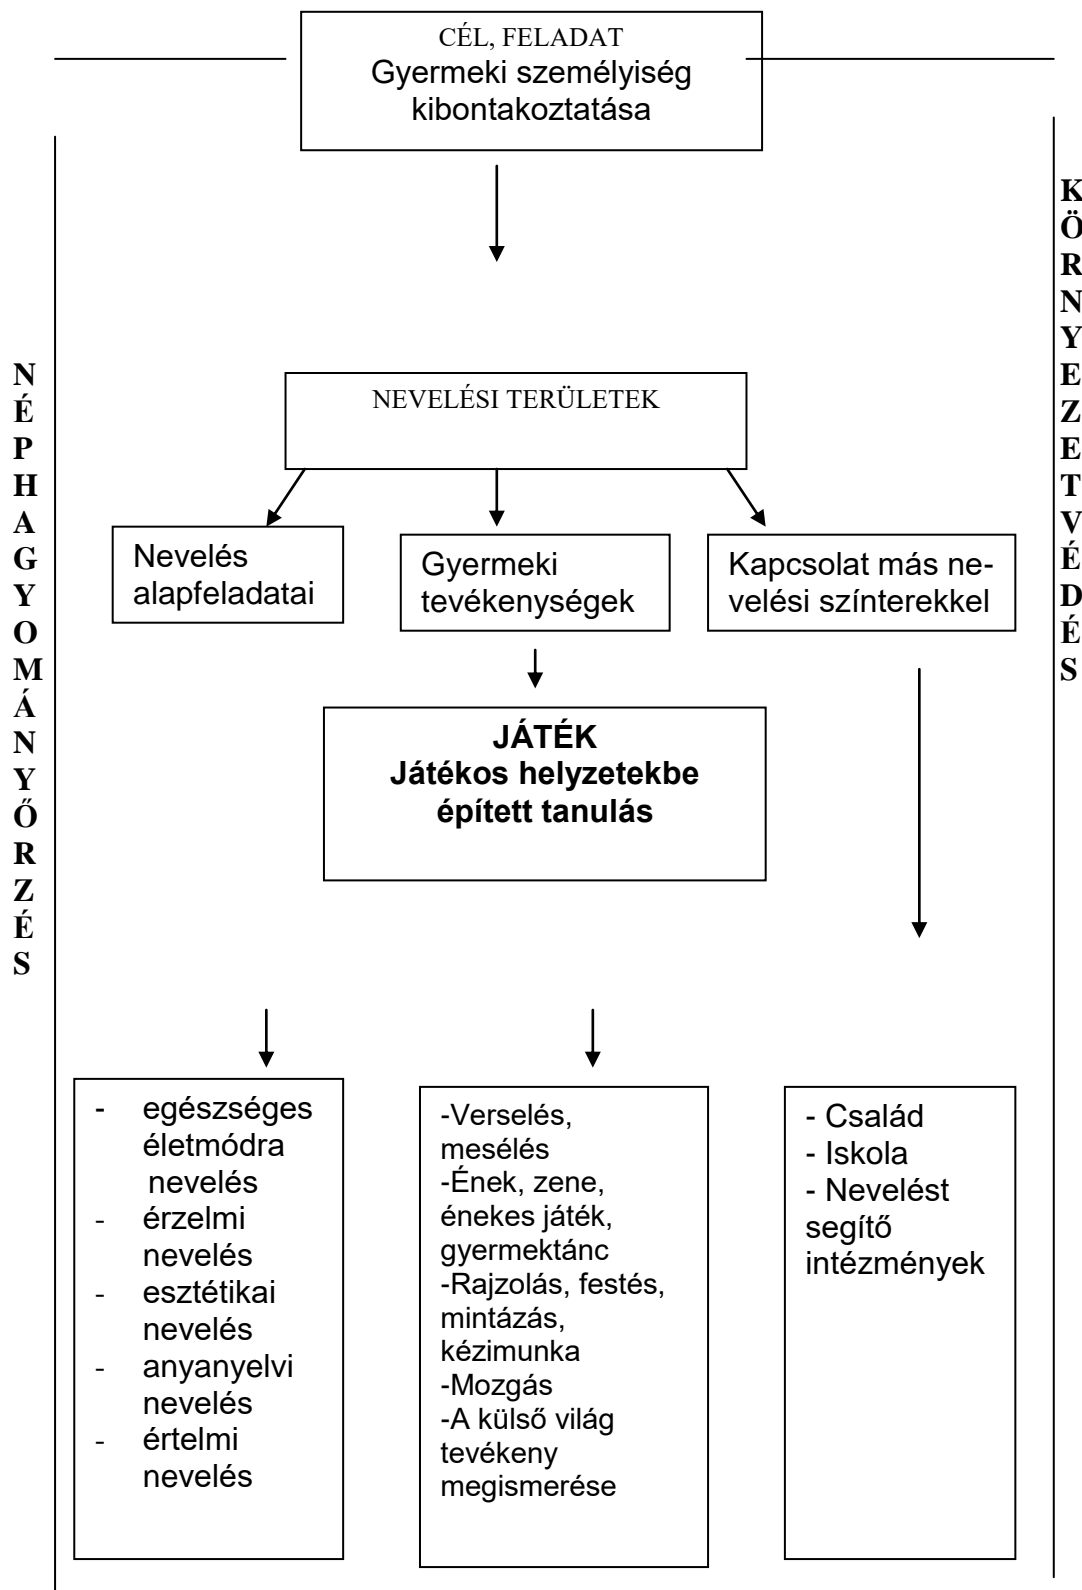 CÉL, FELADAT
Gyermeki személyiség
kibontakoztatása
NÉPHAGYOMÁNYŐRZÉS
KÖRNYEZETVÉDÉS
NEVELÉSI TERÜLETEK
Nevelés
alapfeladatai
Gyermeki
tevékenységek
Kapcsolat más ne-
velési színterekkel
JÁTÉK
Játékos helyzetekbe
épített tanulás
- egészséges
életmódra
nevelés
- érzelmi
nevelés
- esztétikai
nevelés
- anyanyelvi
nevelés
- értelmi
nevelés
-Verselés,
mesélés
-Ének, zene,
énekes játék,
gyermektánc
-Rajzolás, festés,
mintázás,
kézimunka
-Mozgás
-A külső világ
tevékeny
megismerése
- Család
- Iskola
- Nevelést
segítő
intézmények